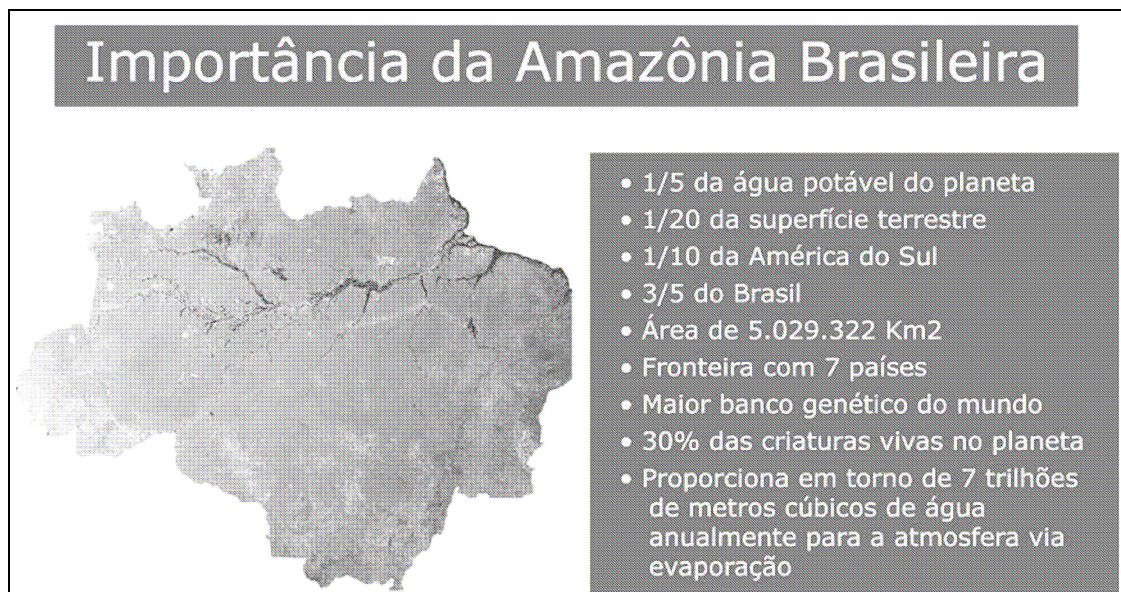 Importância da Amazônia Brasileira
• 1/5 da água potável do planeta
• 1/20 da superfície terrestre
• 1/10 da América do Sul
• 3/5 do Brasil
• Área de 5.029.322 Km2
• Fronteira com 7 países
• Maior banco genético do mundo
• 30% das criaturas vivas no planeta
• Proporciona em torno de 7 trilhões
de metros cúbicos de água
anualmente para a atmosfera via
evaporação